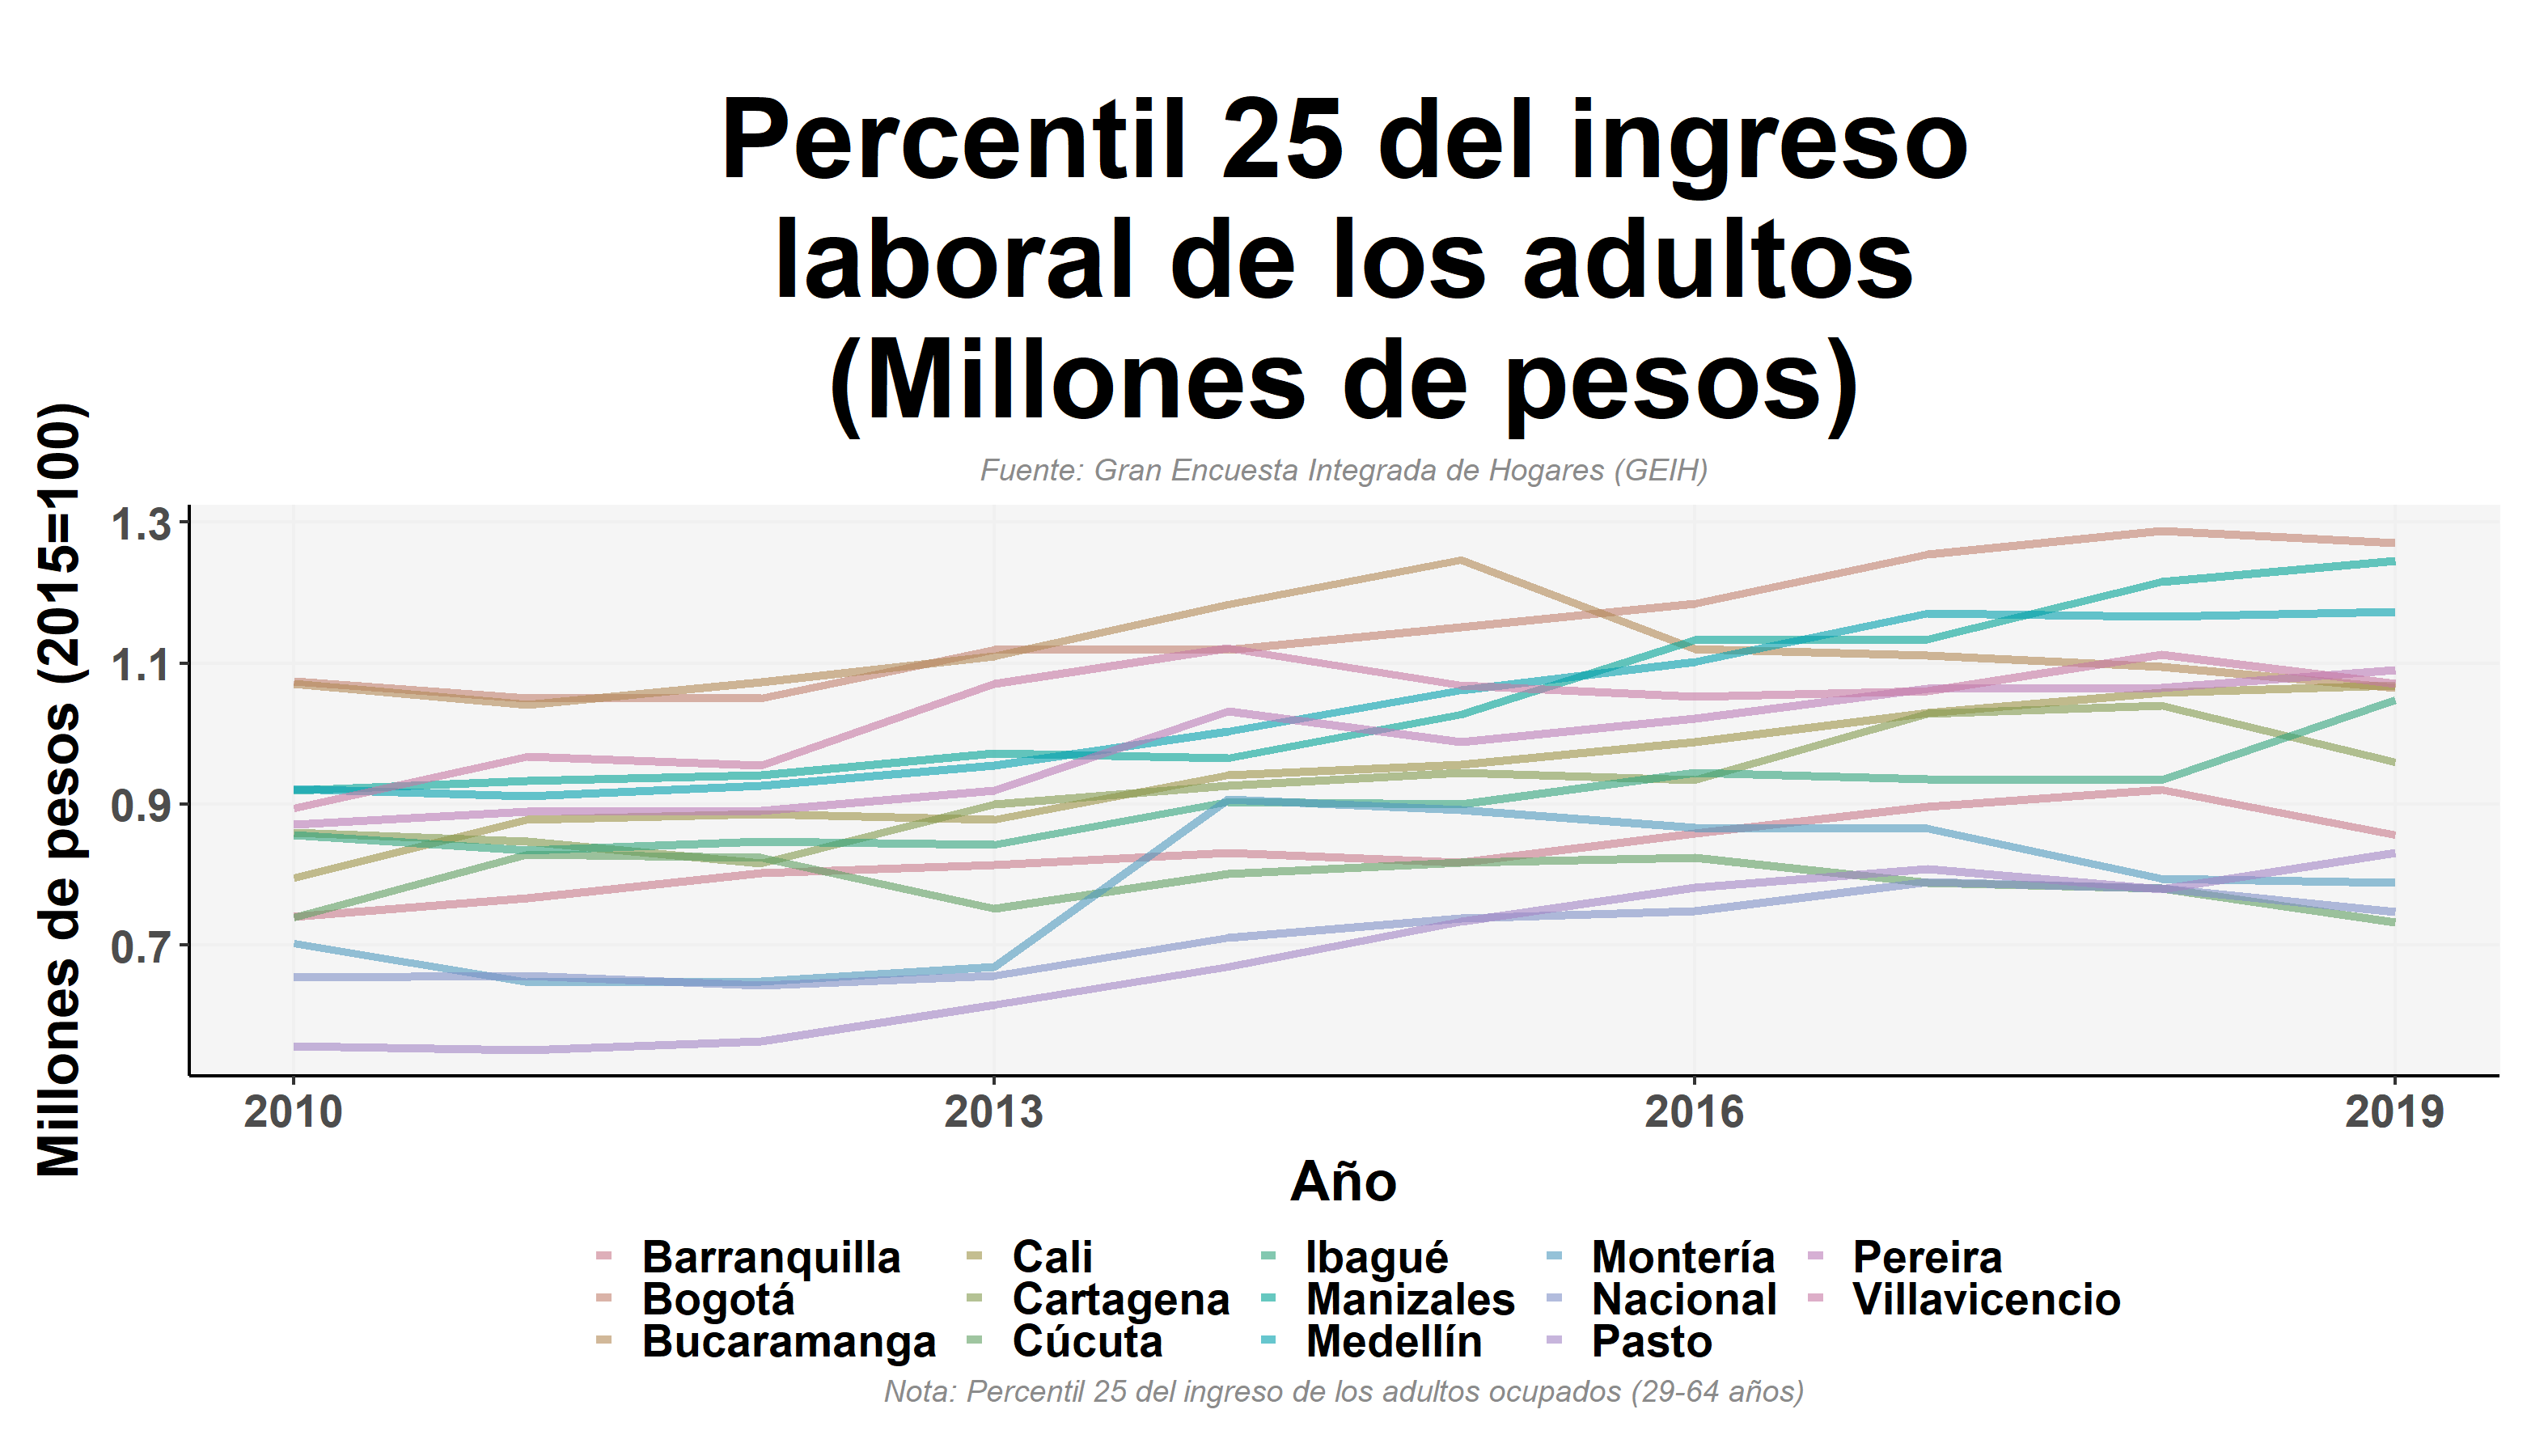 Percentil 25 del ingreso
laboral de los adultos
(Millones de pesos)
Fuente: Gran Encuesta Integrada de Hogares (GEIH)
Millones de pesos (2015=100)
1.3
1.1
0.9
0.7
2010
2013
2016
2019
Año
Barranquilla
Bogotá
Bucaramanga
Cali
Cartagena
Cúcuta
Ibagué
Manizales
Medellín
Montería
Nacional
Pasto
Pereira
Villavicencio
Nota: Percentil 25 del ingreso de los adultos ocupados (29-64 años)